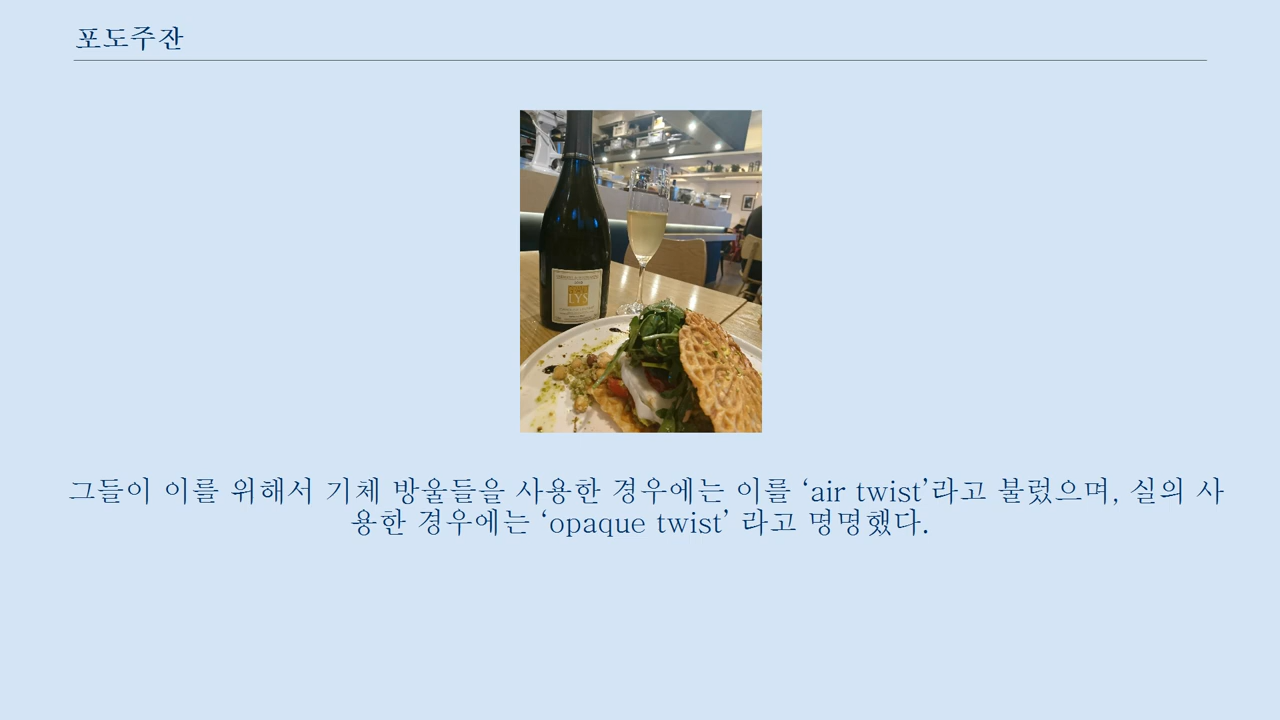 포도주잔
LYS
그들이 이를 위해서 기체 방울들을 사용한 경우에는 이를 ‘air twist’라고 불렀으며, 실의 사
용한 경우에는 ‘opaque twist’ 라고 명명했다.